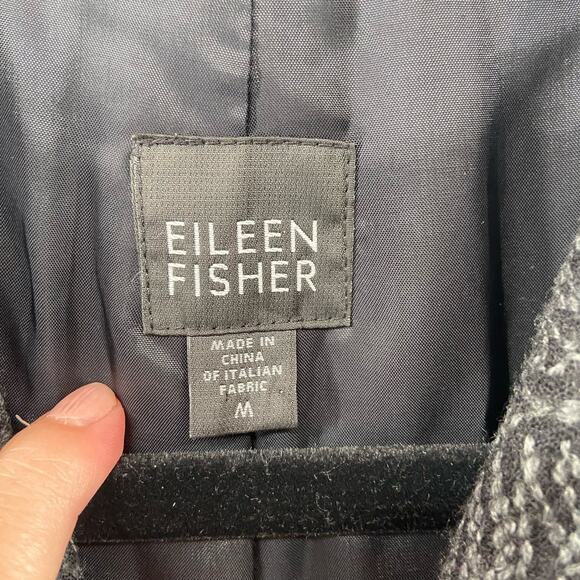 EILEEN
FISHER
MADE IN
CHINA
OF ITALIAN
FABRIC
M